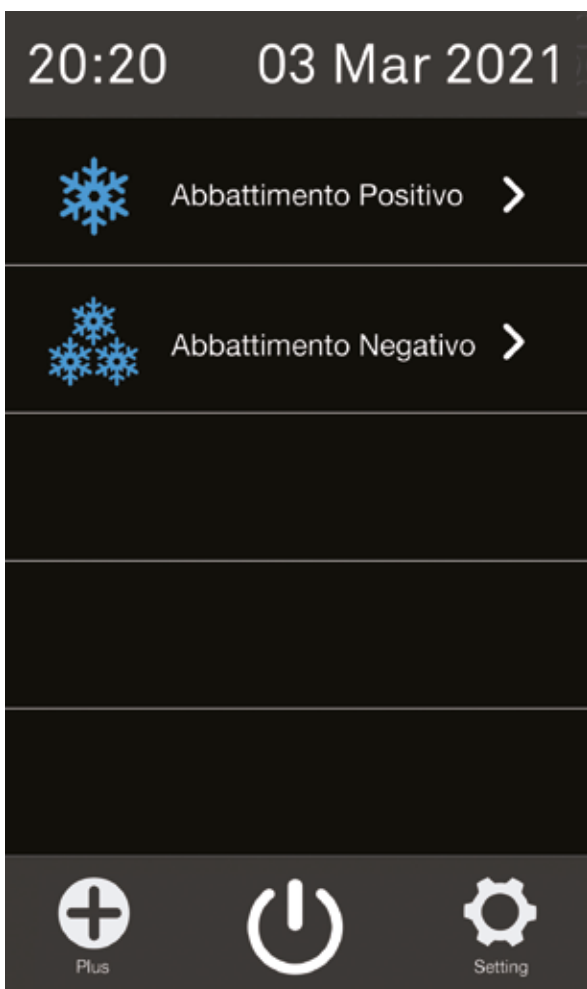 20:20 03 Mar 2021
Abbattimento Positivo
Abbattimento Negativo
Plus
Setting